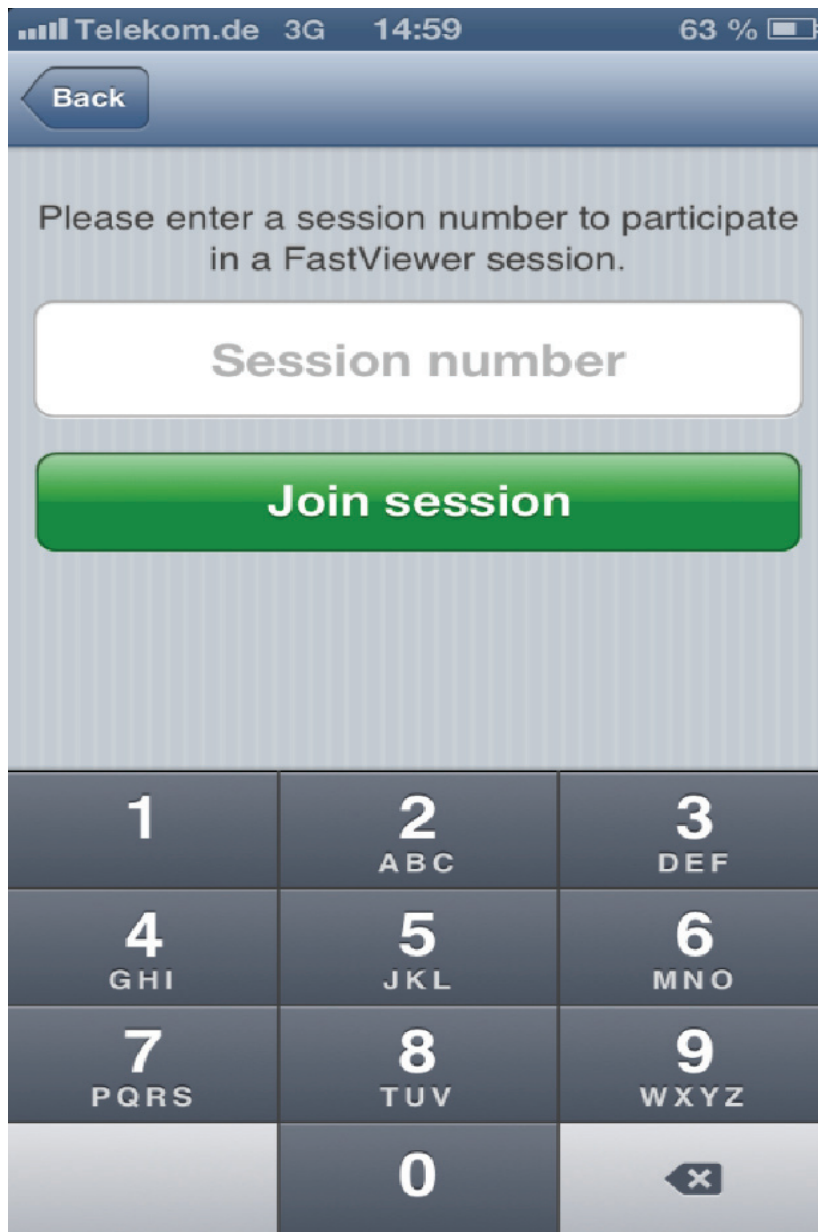 Telekom.de 3G 14:59 63 %
Back
Please enter a session number to participate
in a FastViewer session.
Session number
Join session
1 2 3
ABC DEF
4 5 6
GHI JKL MNO
7 8 9
PQRS TUV WXYZ
0